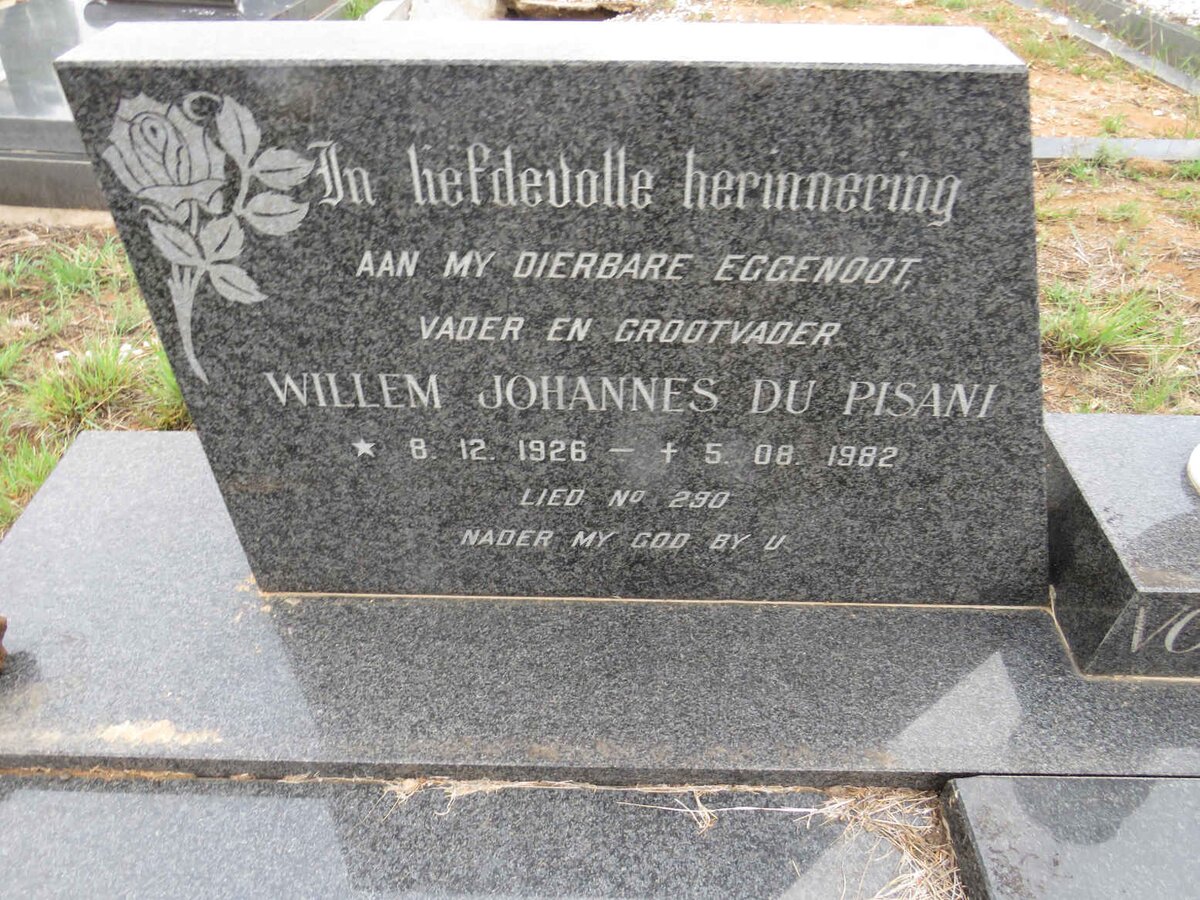 In liefdevolle herinnering
AAN MY DIERBARE EGGENOOT,
VADER EN GROOTVADER
WILLEM JOHANNES DU PISANI
★ 8. 12. 1926 — † 5. 08. 1982
LIED No 290
NADER MY GOD BY U